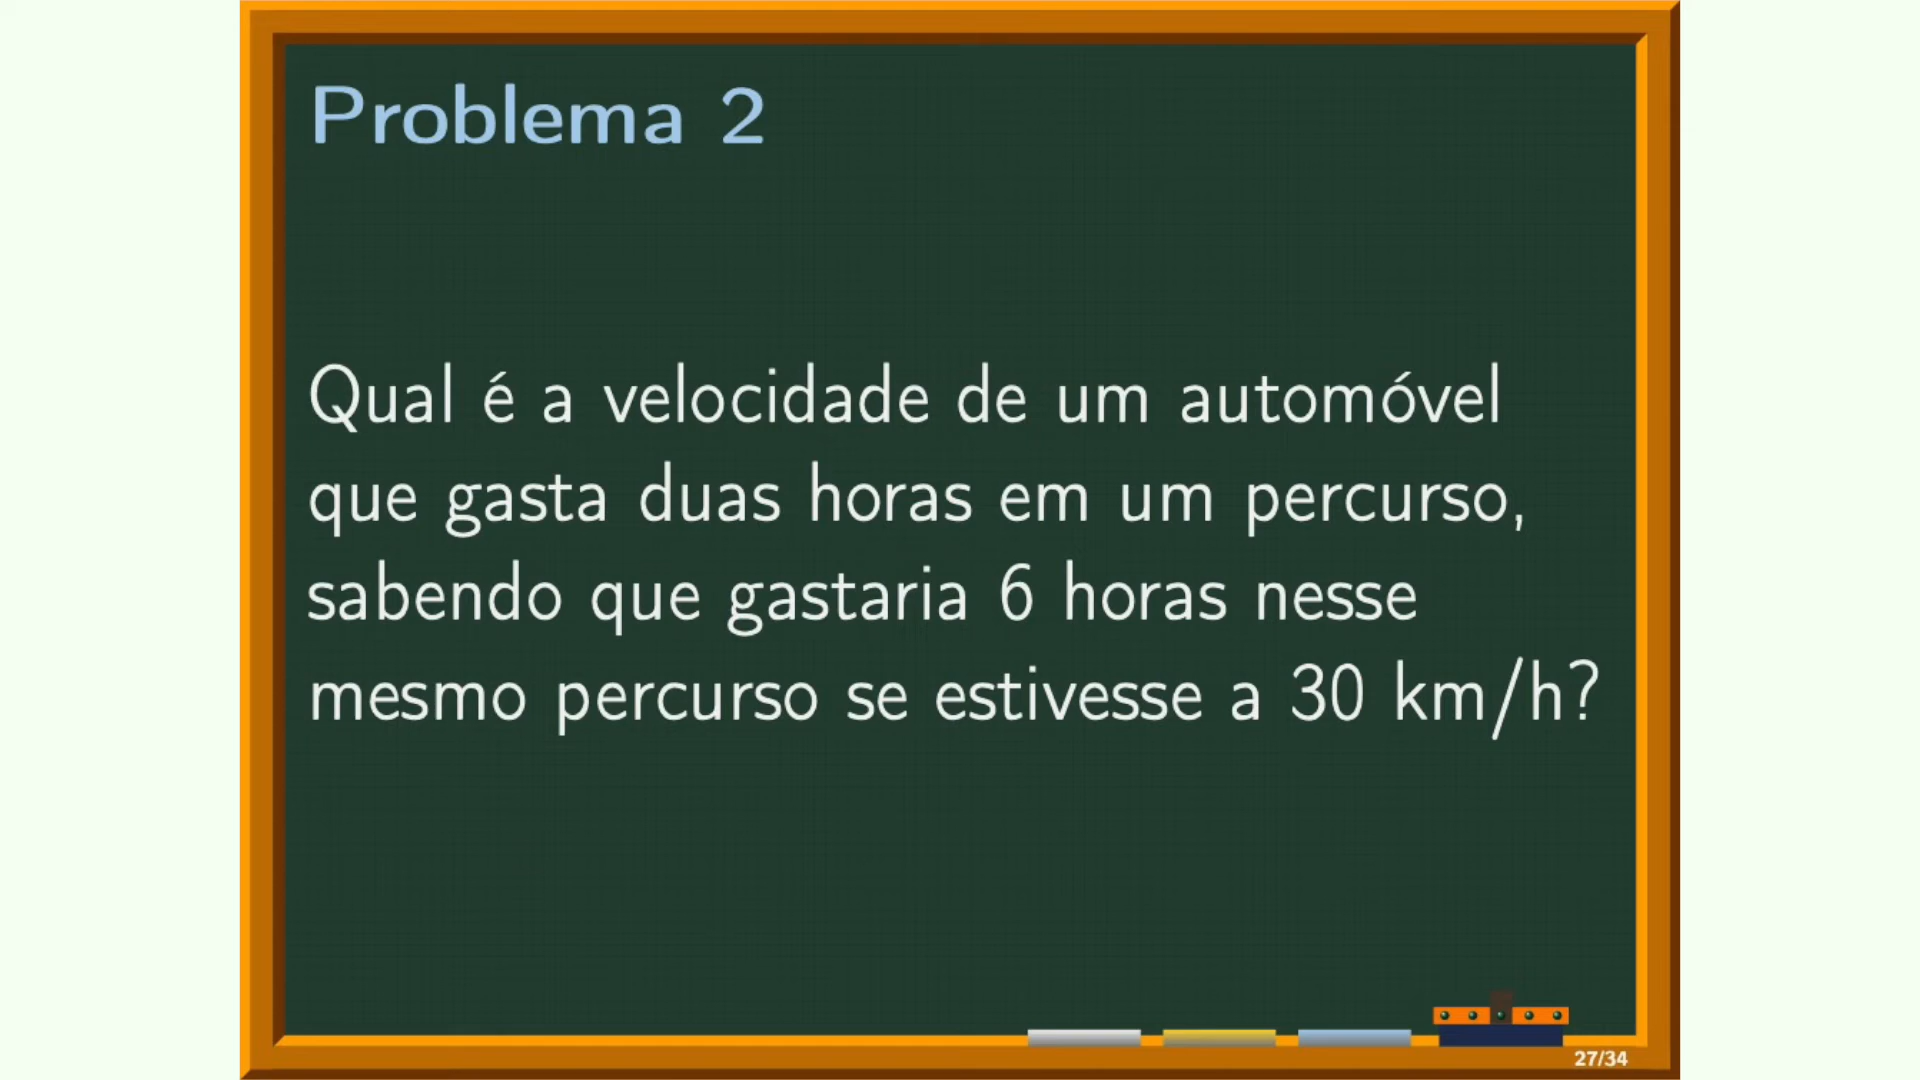 Problema 2
Qual é a velocidade de um automóvel
que gasta duas horas em um percurso,
sabendo que gastaria 6 horas nesse
mesmo percurso se estivesse a 30 km/h?
27/34